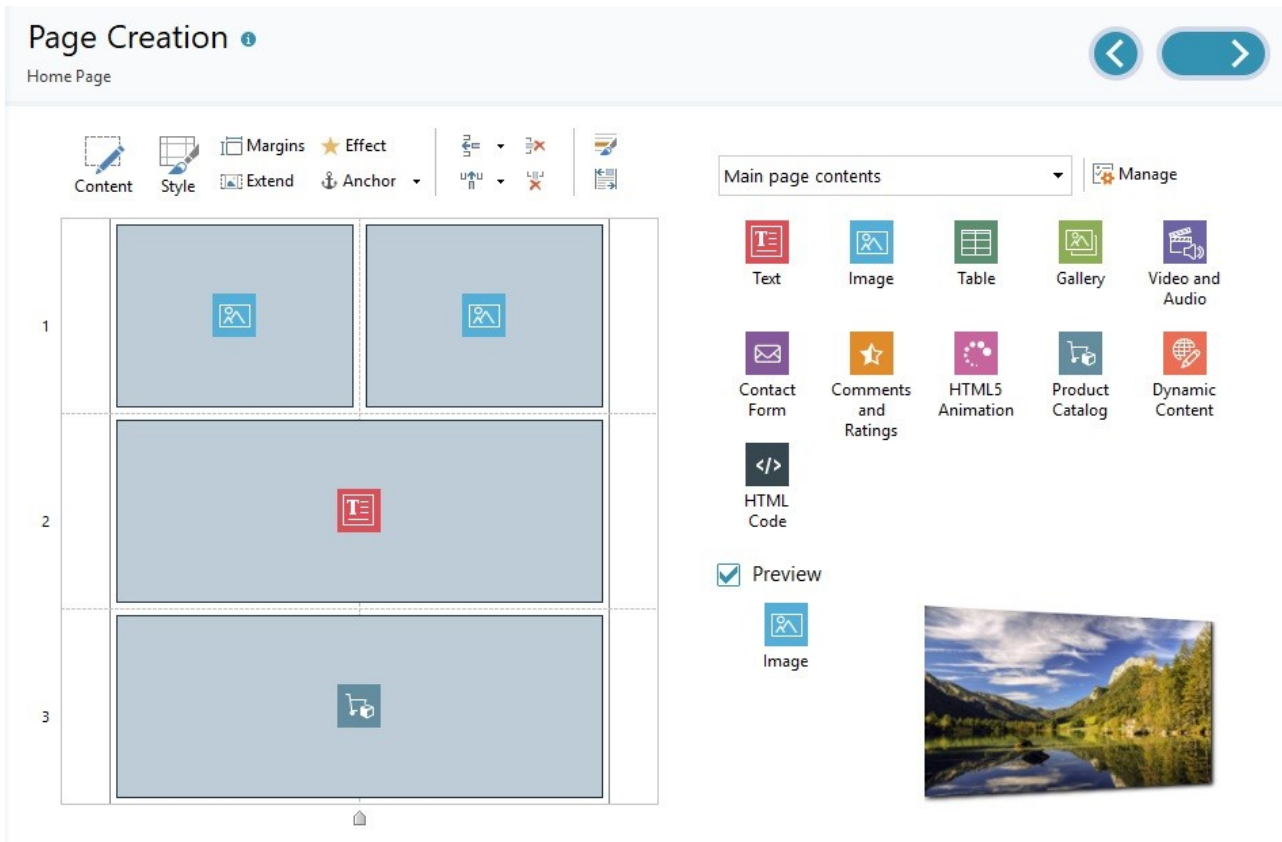 Page Creation
Home Page
Content
Style
Margins
Effect
Extend
Anchor
1
2
3
Main page contents
Manage
Text
Image
Table
Gallery
Video and
Audio
Contact
Form
Comments
and
Ratings
HTML5
Animation
Product
Catalog
Dynamic
Content
</>
HTML
Code
Preview
Image